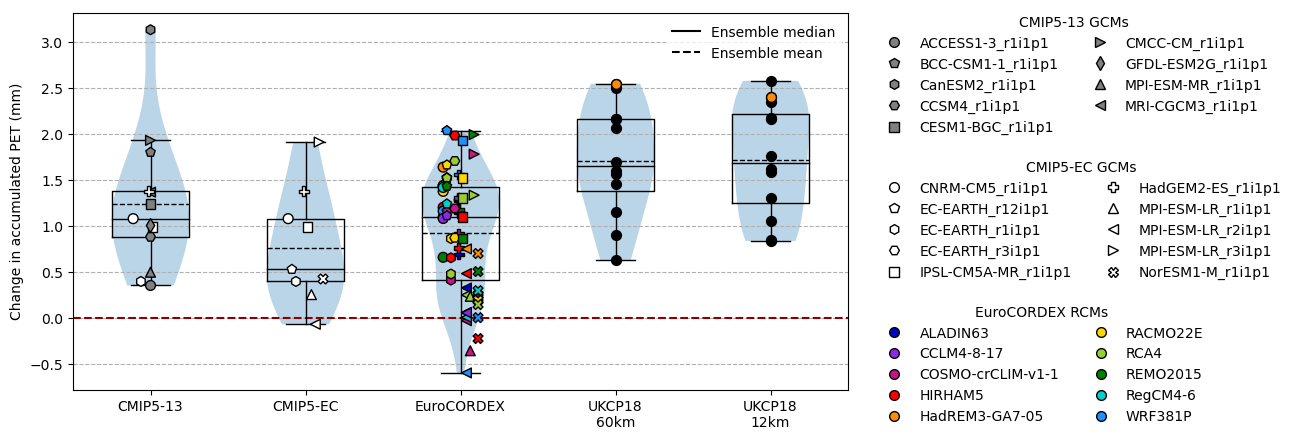 Change in accumulated PET (mm)
3.0
2.5
2.0
1.5
1.0
0.5
0.0
−0.5
CMIP5-13
CMIP5-EC
EuroCORDEX
UKCP18
60km
UKCP18
12km
Ensemble median
Ensemble mean
CMIP5-13 GCMs
ACCESS1-3_r1i1p1
BCC-CSM1-1_r1i1p1
CanESM2_r1i1p1
CCSM4_r1i1p1
CESM1-BGC_r1i1p1
CMCC-CM_r1i1p1
GFDL-ESM2G_r1i1p1
MPI-ESM-MR_r1i1p1
MRI-CGCM3_r1i1p1
CMIP5-EC GCMs
CNRM-CM5_r1i1p1
EC-EARTH_r12i1p1
EC-EARTH_r1i1p1
EC-EARTH_r3i1p1
IPSL-CM5A-MR_r1i1p1
HadGEM2-ES_r1i1p1
MPI-ESM-LR_r1i1p1
MPI-ESM-LR_r2i1p1
MPI-ESM-LR_r3i1p1
NorESM1-M_r1i1p1
EuroCORDEX RCMs
ALADIN63
CCLM4-8-17
COSMO-crCLIM-v1-1
HIRHAM5
HadREM3-GA7-05
RACMO22E
RCA4
REMO2015
RegCM4-6
WRF381P